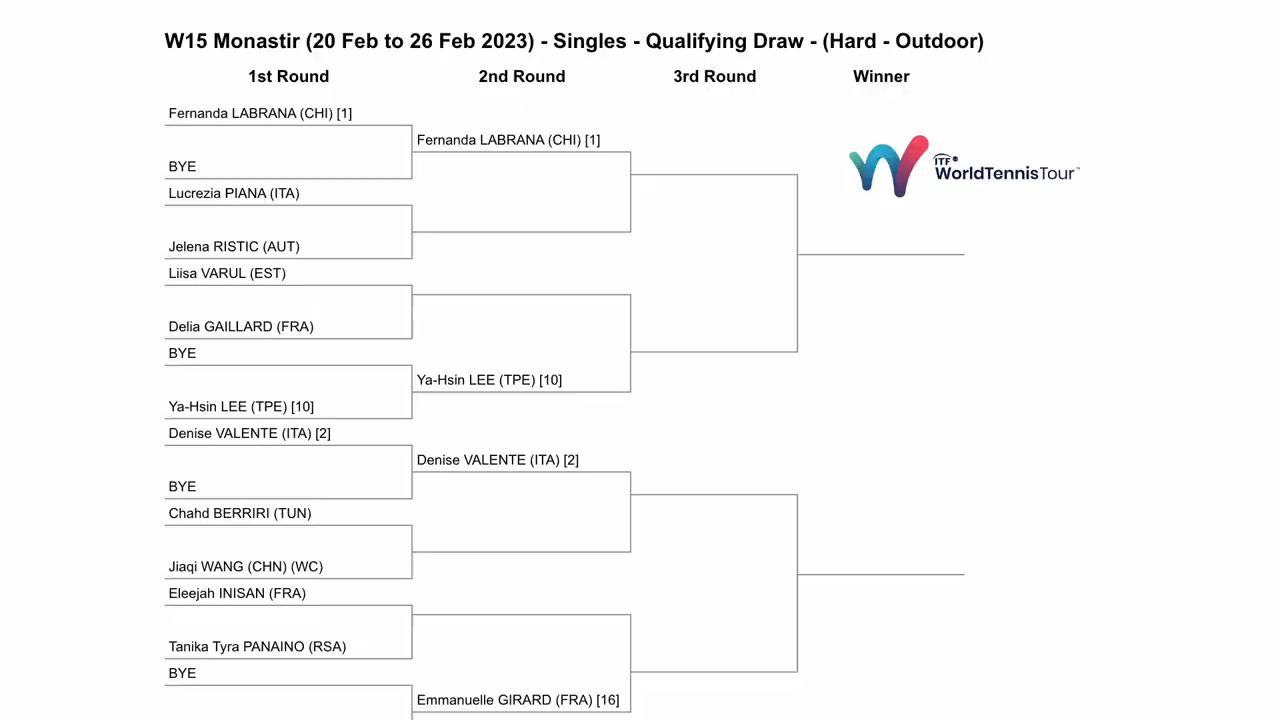 W15 Monastir (20 Feb to 26 Feb 2023) - Singles - Qualifying Draw - (Hard - Outdoor)
1st Round 2nd Round 3rd Round Winner
Fernanda LABRANA (CHI) [1]
Fernanda LABRANA (CHI) [1]
BYE
ITF
WorldTennisTour™
Lucrezia PIANA (ITA)
Jelena RISTIC (AUT)
Liisa VARUL (EST)
Delia GAILLARD (FRA)
BYE
Ya-Hsin LEE (TPE) [10]
Ya-Hsin LEE (TPE) [10]
Denise VALENTE (ITA) [2]
Denise VALENTE (ITA) [2]
BYE
Chahd BERRIRI (TUN)
Jiaqi WANG (CHN) (WC)
Eleejah INISAN (FRA)
Tanika Tyra PANAINO (RSA)
BYE
Emmanuelle GIRARD (FRA) [16]